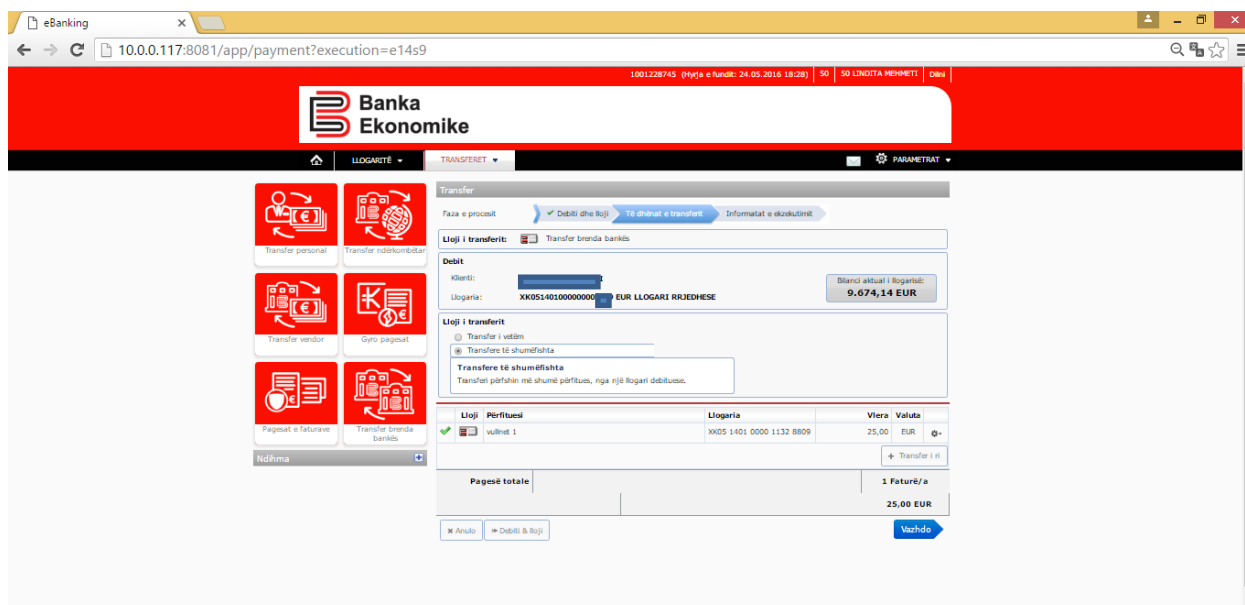 eBanking
10.0.0.117:8081/app/payment?execution=e14s9
1001228745 (Hyrja e fundit: 24.05.2016 18:28) 50 50 LINDITA MEHMETI Dilni
Banka
Ekonomike
LLOGARITË TRANSFERET PARAMETRAT
Transfer personal
Transfer ndërkombëtar
Transfer vendor
Gyro pagesat
Pagesat e faturave
Transfer brenda
bankës
Ndihma
Transfer
Faza e procesit Debiti dhe lloji Të dhënat e transferit Informatat e ekzekutimit
Lloji i transferit: Transfer brenda bankës
Debit
Klienti:
Llogaria: XK05140100000000 EUR LLOGARI RRJEDHESE
Bilanci aktual i llogarisë:
9.674,14 EUR
Lloji i transferit
Transfer i vetëm
Transfere të shumëfishta
Transfere të shumëfishta
Transferi përfshin më shumë përfitues, nga një llogari debituese.
Lloji Përfituesi Llogaria Vlera Valuta
vullnet 1 XK05 1401 0000 1132 8809 25,00 EUR
+ Transfer i ri
Pagesë totale 1 Faturë/a
25,00 EUR
Anulo Debiti & lloji Vazhdo